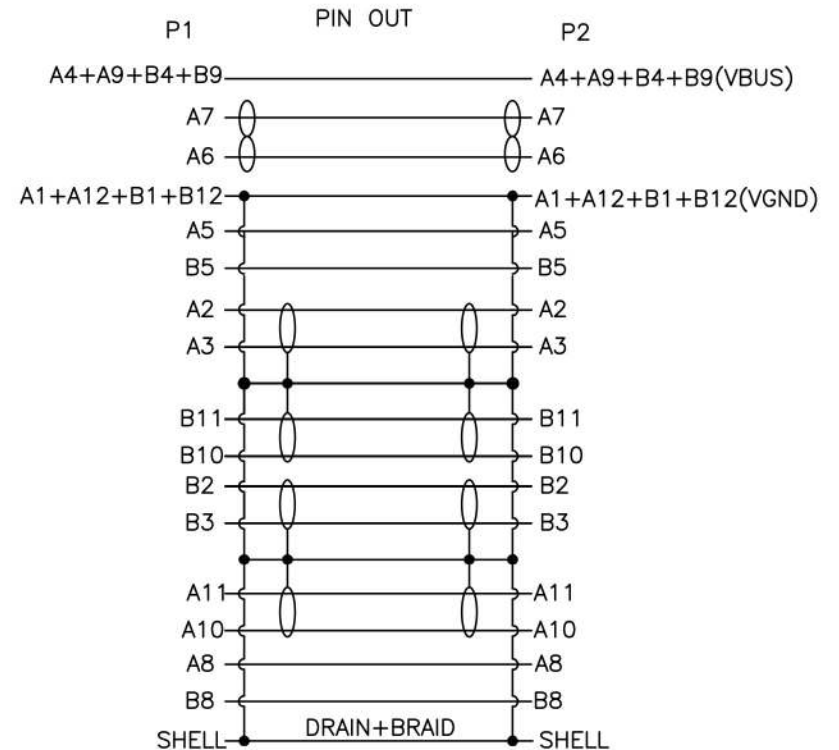 PIN OUT
P1 P2
A4+A9+B4+B9 A4+A9+B4+B9(VBUS)
A7 A7
A6 A6
A1+A12+B1+B12 A1+A12+B1+B12(VGND)
A5 A5
B5 B5
A2 A2
A3 A3
B11 B11
B10 B10
B2 B2
B3 B3
A11 A11
A10 A10
A8 A8
B8 B8
SHELL DRAIN+BRAID SHELL